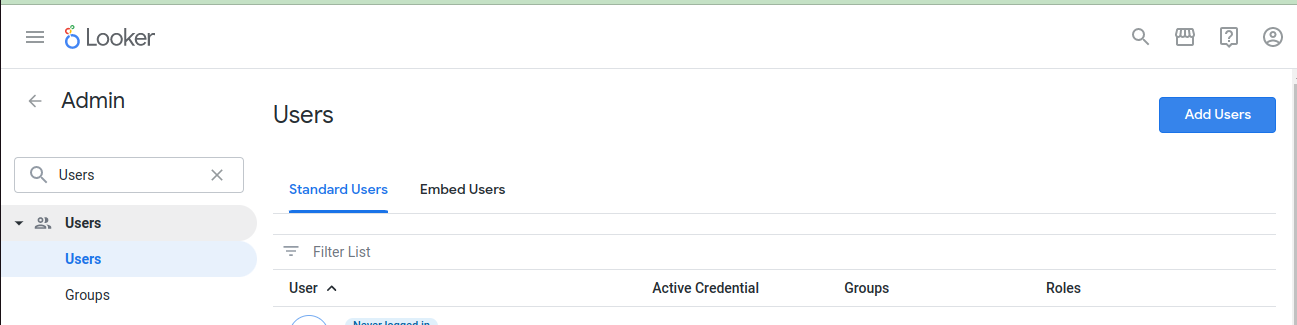 Looker
Admin
Users
Users
Users
Groups
Users
Add Users
Standard Users Embed Users
Filter List
User Active Credential Groups Roles
Never logged in